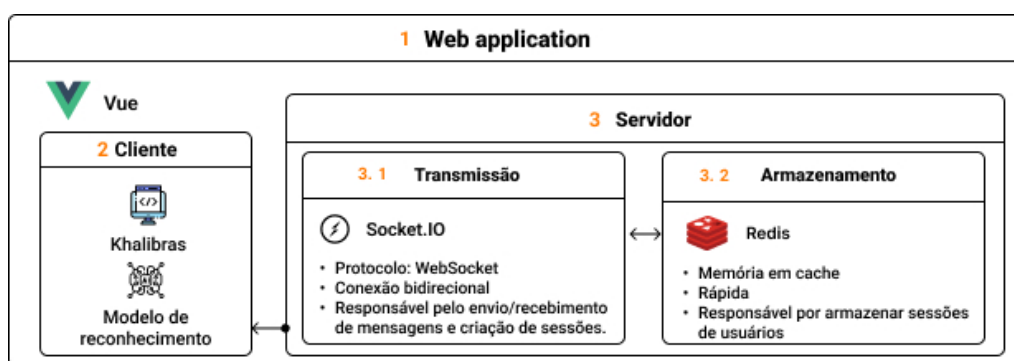 1 Web application
Vue
2 Cliente
Khalibras
Modelo de
reconhecimento
3 Servidor
3. 1 Transmissão
Socket.IO
• Protocolo: WebSocket
• Conexão bidirecional
• Responsável pelo envio/recebimento
de mensagens e criação de sessões.
3. 2 Armazenamento
Redis
• Memória em cache
• Rápida
• Responsável por armazenar sessões
de usuários